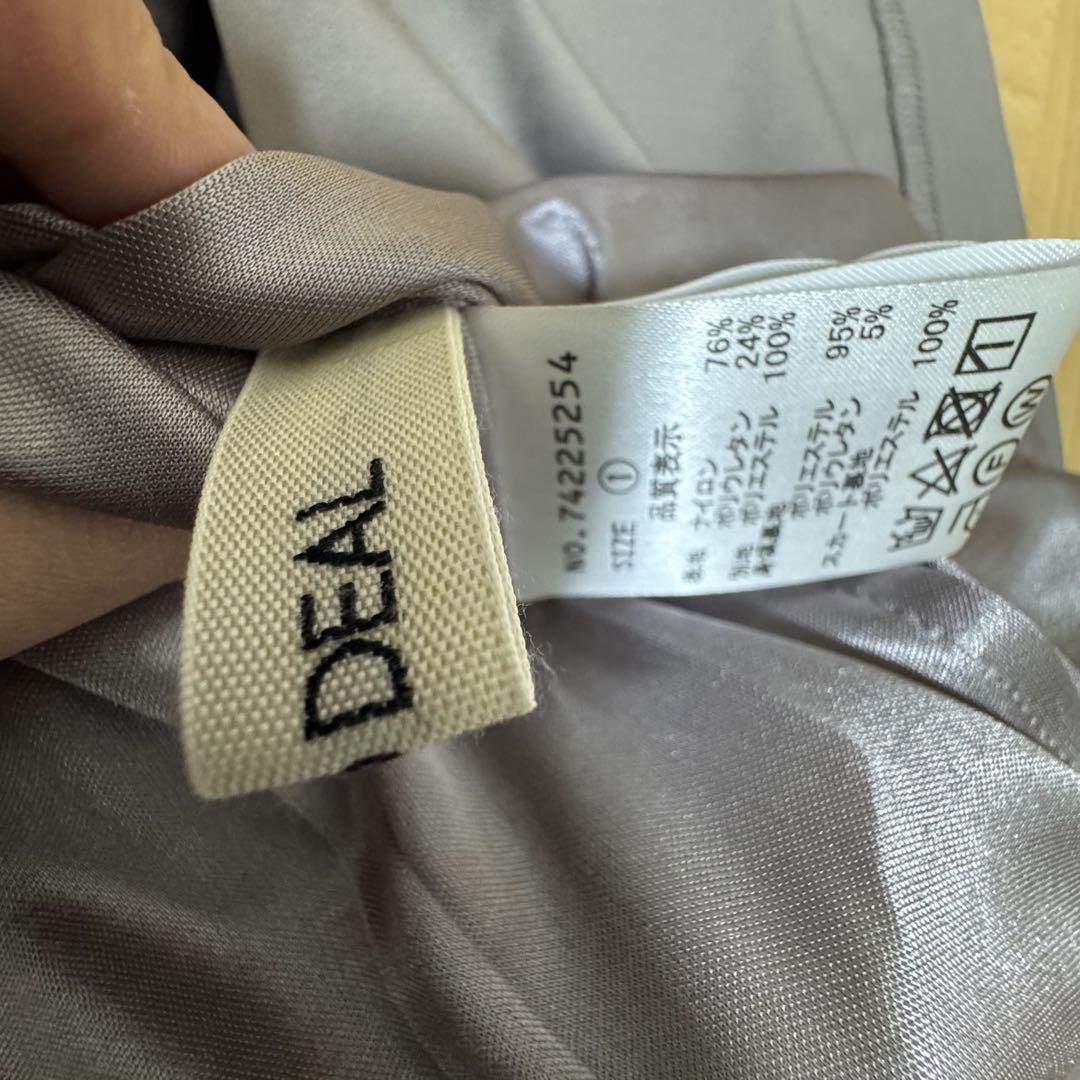 DEAL
NO.74225254
SIZE ①
品質表示
表地 ナイロン 76%
ポリウレタン 24%
別地 ポリエステル 100%
ポリエステル 95%
ポリウレタン 5%
スカート裏地
ポリエステル 100%
F
W